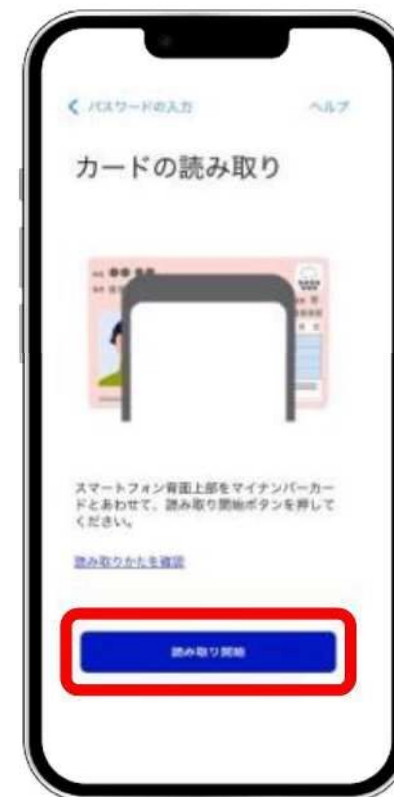 パスワードの入力
ヘルプ
カードの読み取り
スマートフォン背面上部をマイナンバーカー
ドとあわせて、読み取り開始ボタンを押して
ください。
読み取りかたを確認
読み取り開始